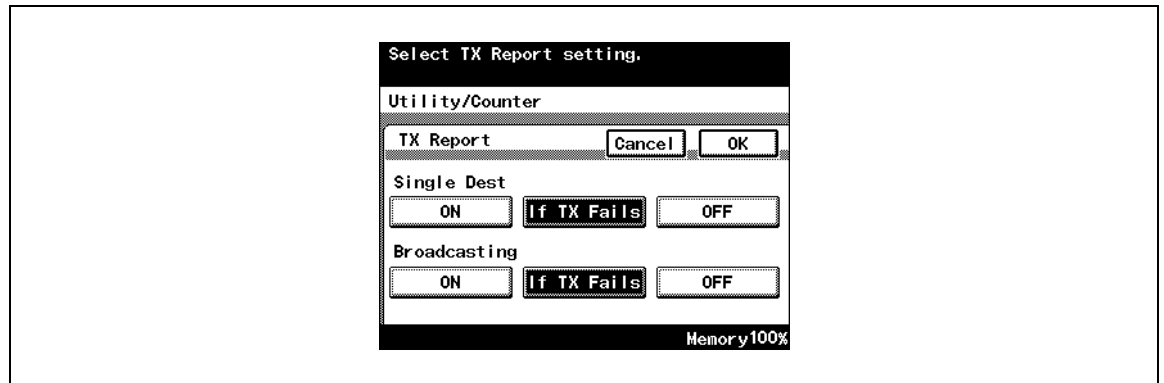 Select TX Report setting.
Utility/Counter
TX Report Cancel OK
Single Dest
ON If TX Fails OFF
Broadcasting
ON If TX Fails OFF
Memory100%